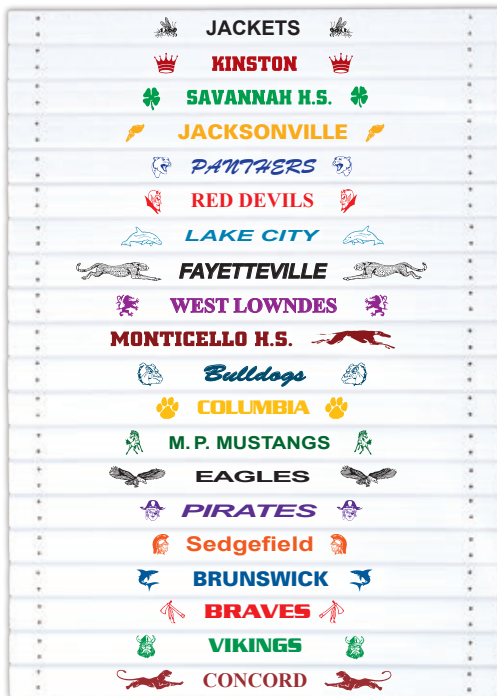 JACKETS
KINSTON
SAVANNAH H.S.
JACKSONVILLE
PANTHERS
RED DEVILS
LAKE CITY
FAYETTEVILLE
WEST LOWNDES
MONTICELLO H.S.
Bulldogs
COLUMBIA
M.P. MUSTANGS
EAGLES
PIRATES
Sedgefield
BRUNSWICK
BRAVES
VIKINGS
CONCORD